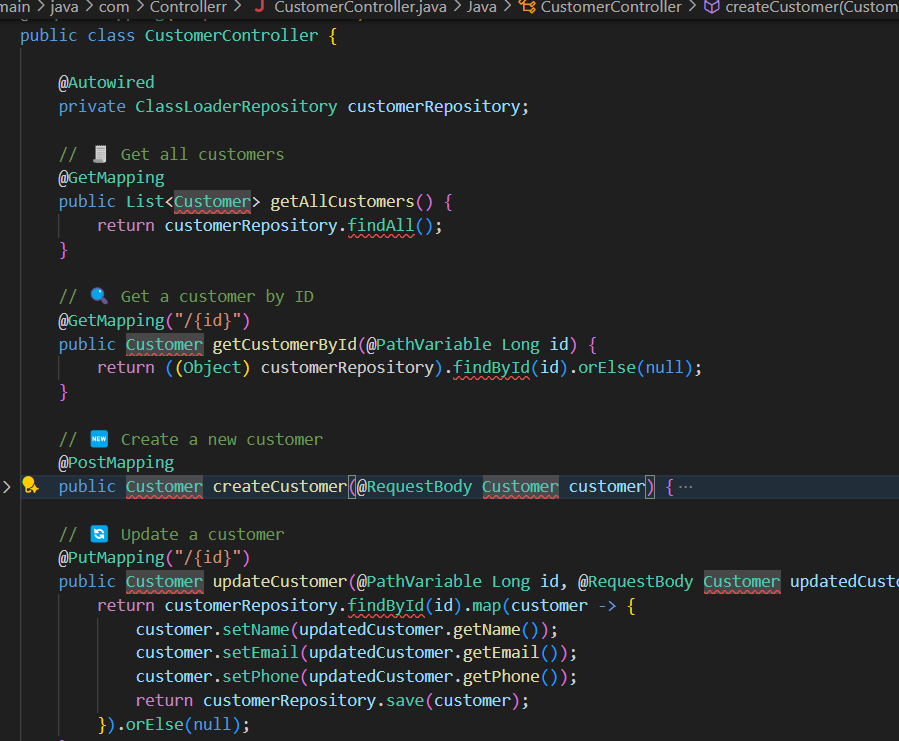 main > java > com > Controllerr > CustomerController.java > Java > CustomerController > createCustomer(Custom
public class CustomerController {
@Autowired
private ClassLoaderRepository customerRepository;
// Get all customers
@GetMapping
public List<Customer> getAllCustomers() {
return customerRepository.findAll();
}
// Get a customer by ID
@GetMapping("/{id}")
public Customer getCustomerById(@PathVariable Long id) {
return ((Object) customerRepository).findById(id).orElse(null);
}
// NEW Create a new customer
@PostMapping
public Customer createCustomer(@RequestBody Customer customer) { ···
// Update a customer
@PutMapping("/{id}")
public Customer updateCustomer(@PathVariable Long id, @RequestBody Customer updatedCusto
return customerRepository.findById(id).map(customer -> {
customer.setName(updatedCustomer.getName());
customer.setEmail(updatedCustomer.getEmail());
customer.setPhone(updatedCustomer.getPhone());
return customerRepository.save(customer);
}).orElse(null);